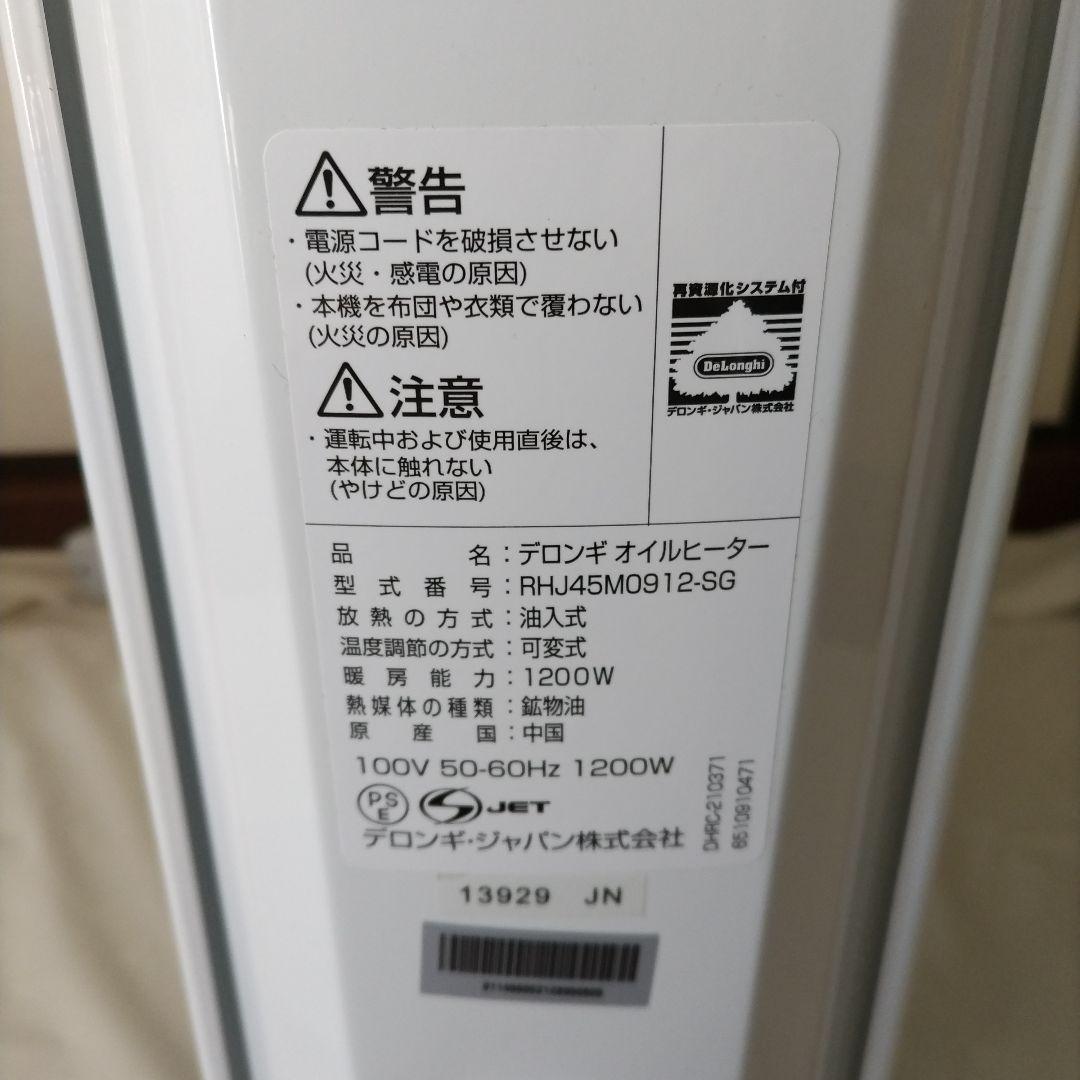 警告
・電源コードを破損させない
(火災・感電の原因)
・本機を布団や衣類で覆わない
(火災の原因)
注意
・運転中および使用直後は、
本体に触れない
(やけどの原因)
再資源化システム付
DeLonghi
デロンギ・ジャパン株式会社
品名：デロンギ オイルヒーター
型式番号：RHJ45M0912-SG
放熱の方式：油入式
温度調節の方式：可変式
暖房能力：1200W
熱媒体の種類：鉱物油
原産国：中国
100V 50-60Hz 1200W
PSE JET
デロンギ・ジャパン株式会社
DHRC-210371
8510910471
13929 JN